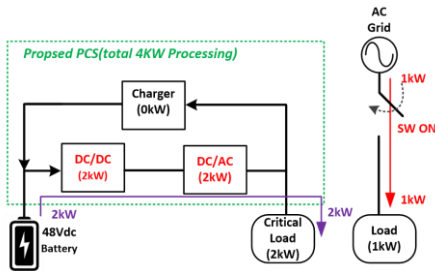 AC
Grid
Propsed PCS(total 4KW Processing)
Charger
(0kW)
1kW
SW ON
DC/DC
(2kW)
DC/AC
(2kW)
2kW
2kW
1kW
48Vdc
Battery
Critical
Load
(2kW)
Load
(1kW)